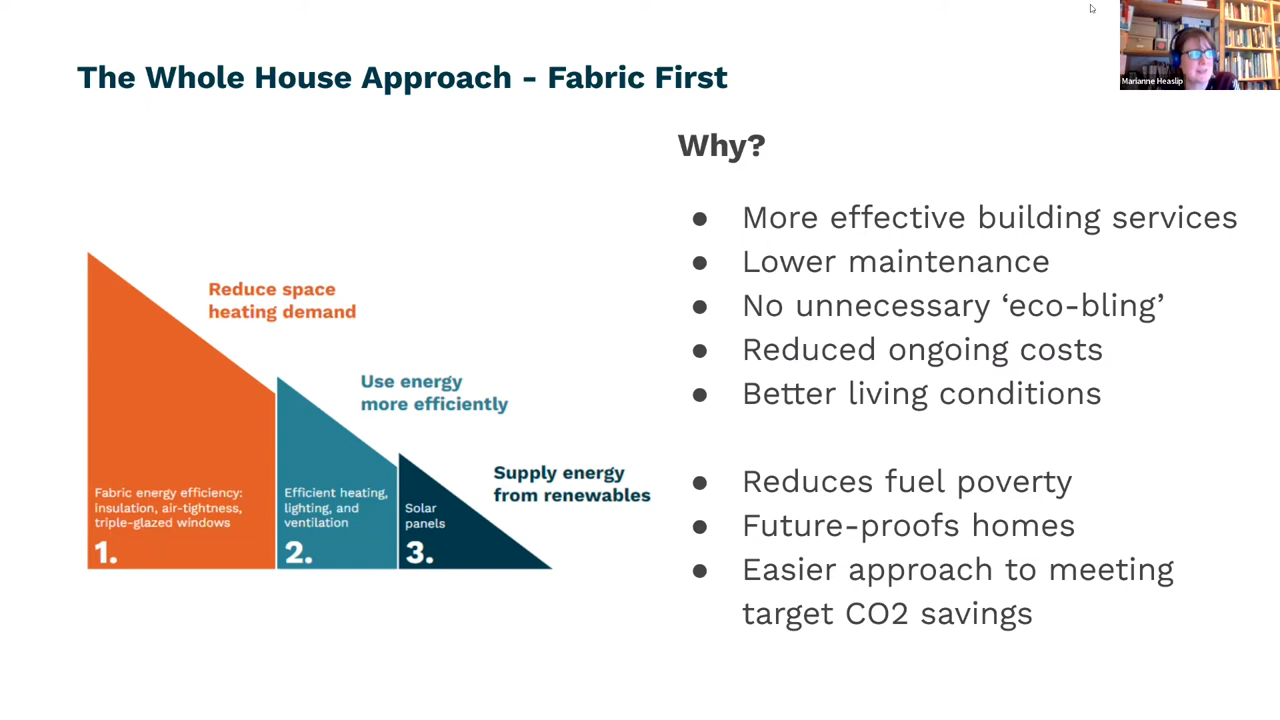 The Whole House Approach - Fabric First
Marianne Heaslip
Why?
● More effective building services
● Lower maintenance
● No unnecessary ‘eco-bling’
● Reduced ongoing costs
● Better living conditions
● Reduces fuel poverty
● Future-proofs homes
● Easier approach to meeting
target CO2 savings
Reduce space
heating demand
Use energy
more efficiently
Supply energy
from renewables
Fabric energy efficiency:
insulation, air-tightness,
triple-glazed windows
1.
Efficient heating,
lighting, and
ventilation
2.
Solar
panels
3.